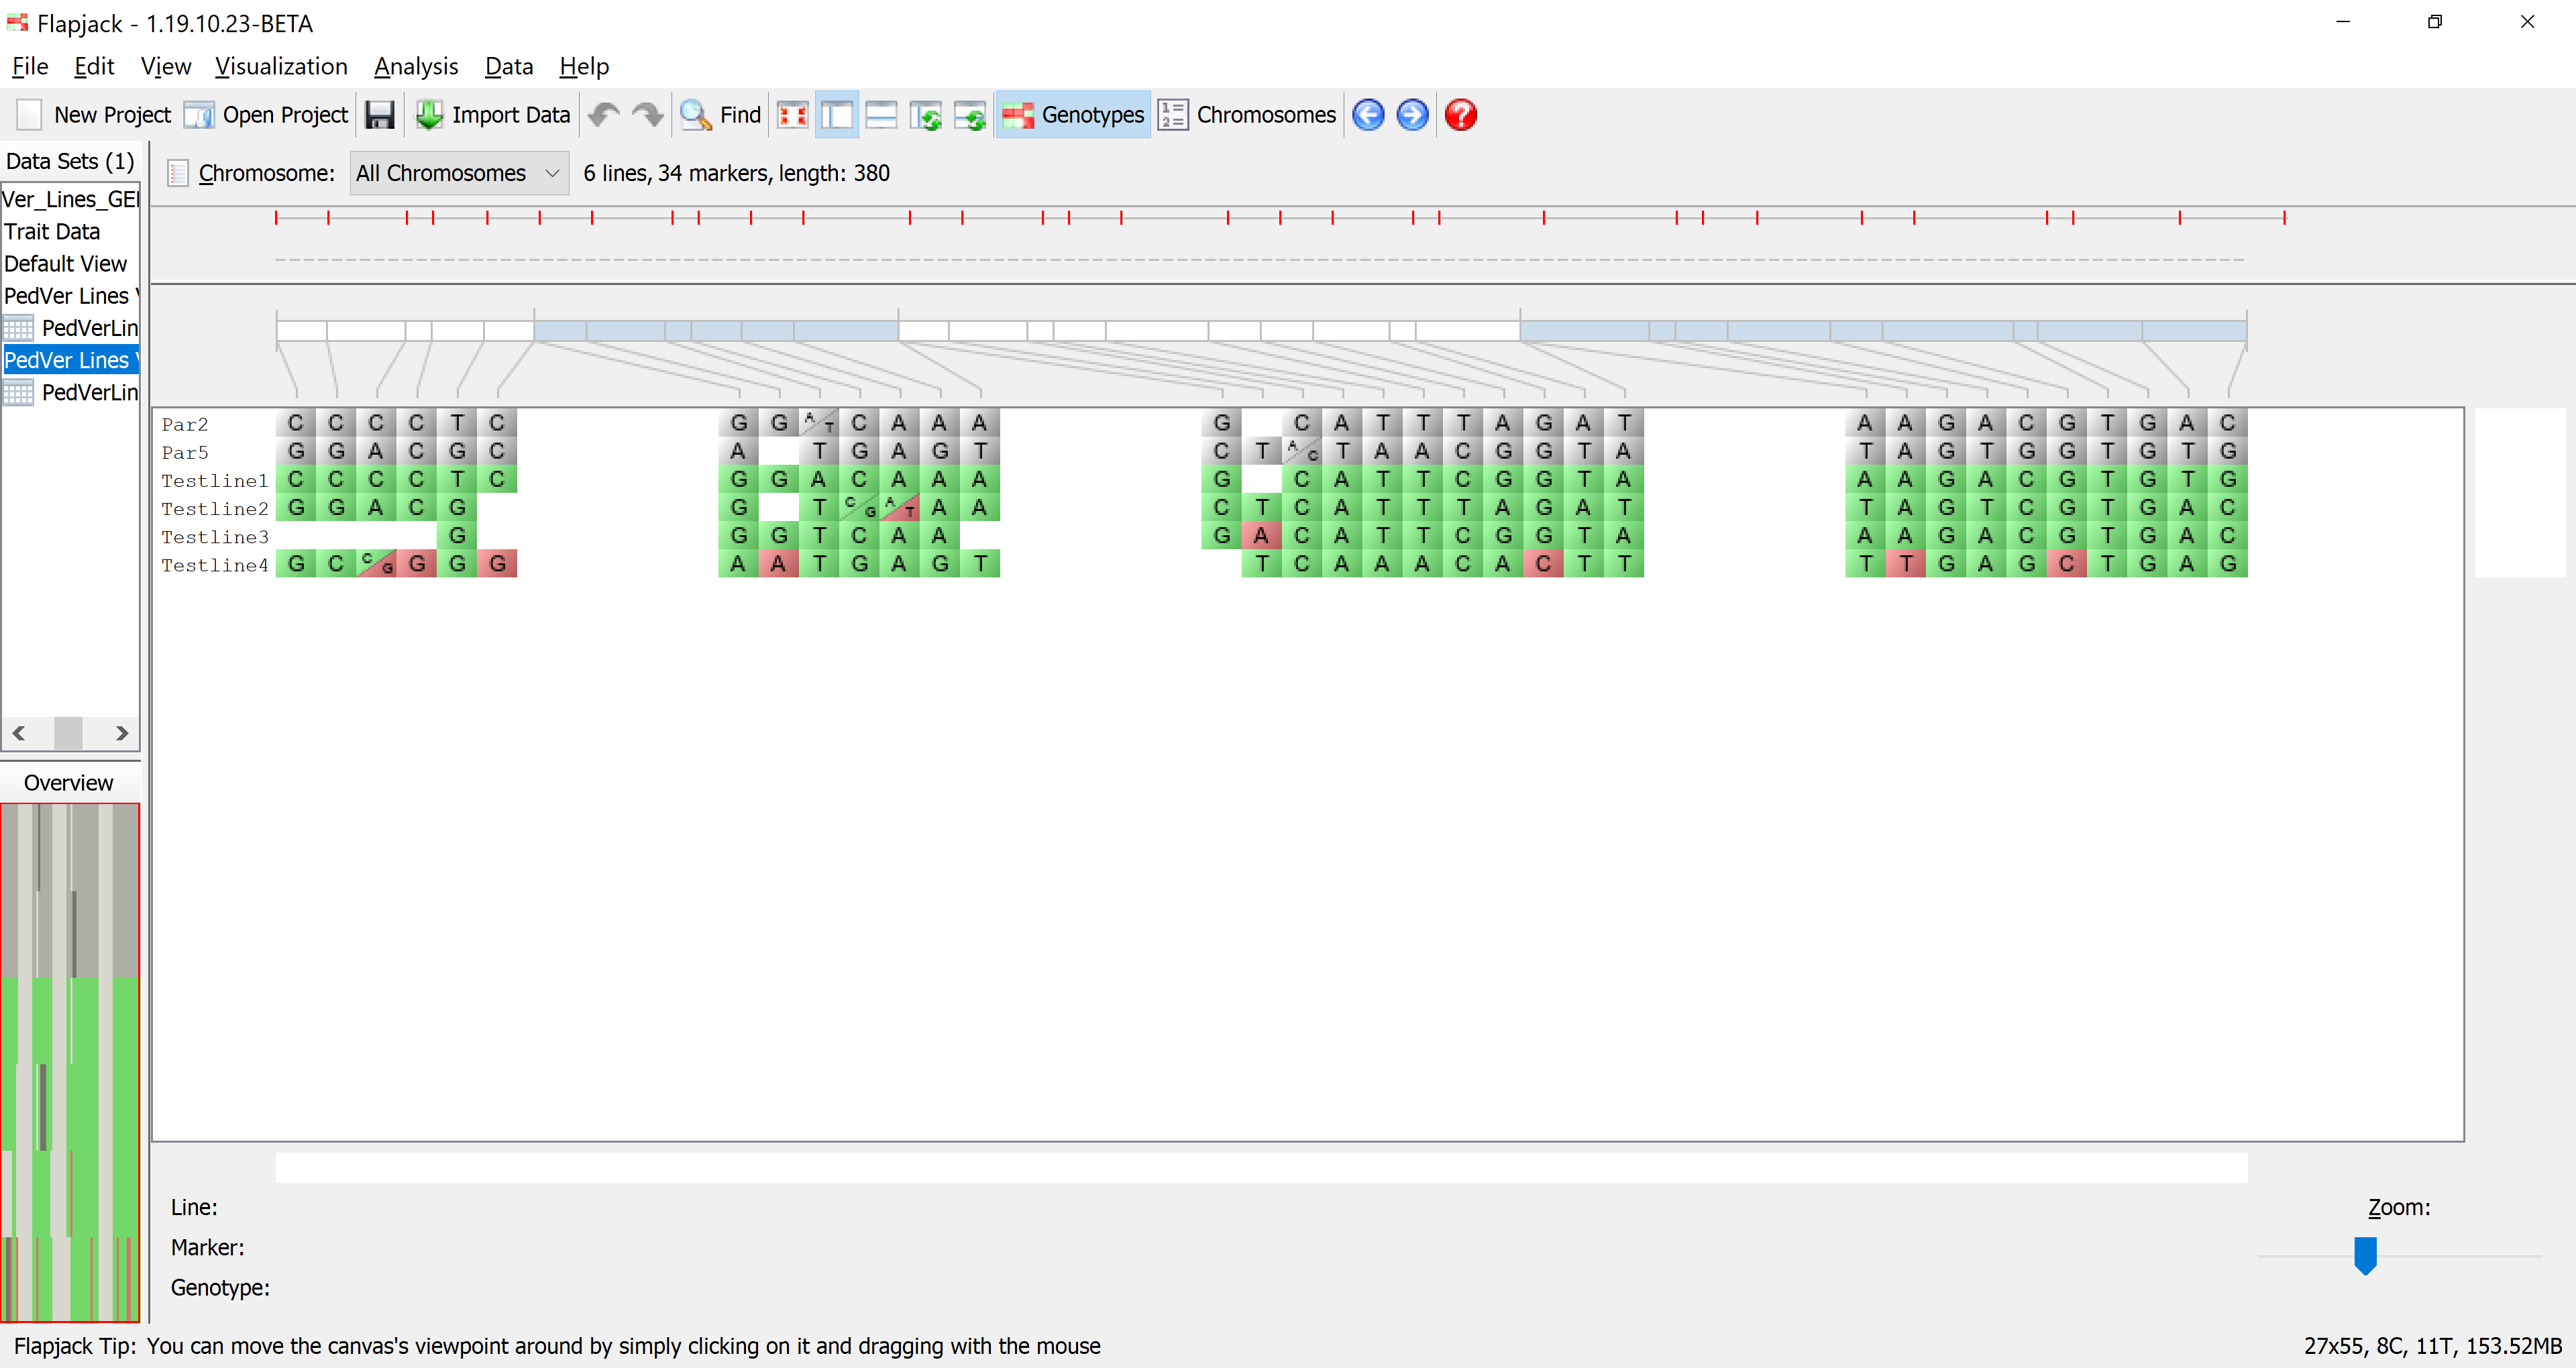 Flapjack - 1.19.10.23-BETA
File Edit View Visualization Analysis Data Help
New Project Open Project Import Data Find Genotypes 1= 2= Chromosomes ?
Data Sets (1)
Ver_Lines_GE
Trait Data
Default View
PedVer Lines
PedVerLin
PedVer Lines
PedVerLin
Chromosome: All Chromosomes 6 lines, 34 markers, length: 380
Par2 C C C C T C G G A/T C A A A G C A T T T A G A T A A G A C G T G A C
Par5 G G A C G C A T G A G T C T A/G T A A C G G T A T A G T G G T G T G
Testline1 C C C C T C G G A C A A A G C A T T C G G T A A A G A C G T G T G
Testline2 G G A C G G T C/G A/T A A C T C A T T T A G A T T A G T C G T G A C
Testline3 G G G T C A A G A C A T T C G G T A A A G A C G T G A C
Testline4 G C C/G G G G A A T G A G T T C A A A C A C T T T T G A G C T G A G
Overview
Line:
Marker:
Genotype:
Zoom:
Flapjack Tip: You can move the canvas's viewpoint around by simply clicking on it and dragging with the mouse
27x55, 8C, 11T, 153.52MB